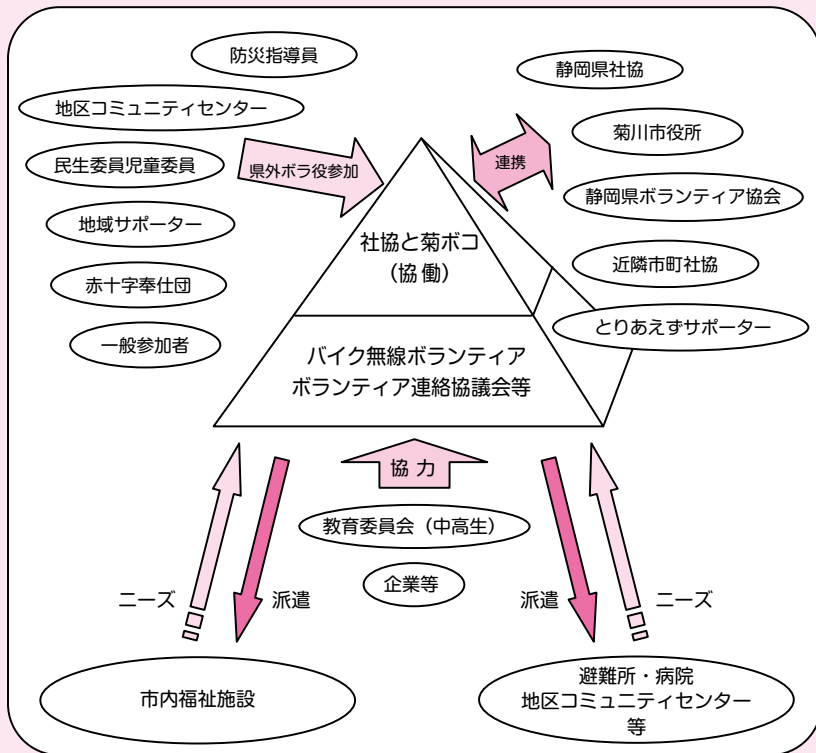 防災指導員
地区コミュニティセンター
民生委員児童委員
地域サポーター
赤十字奉仕団
一般参加者
県外ボラ役参加
連携
静岡県社協
菊川市役所
静岡県ボランティア協会
近隣市町社協
とりあえずサポーター
社協と菊ボコ
（協 働）
バイク無線ボランティア
ボランティア連絡協議会等
協 力
教育委員会（中高生）
企業等
ニーズ
派遣
派遣
ニーズ
市内福祉施設
避難所・病院
地区コミュニティセンター
等